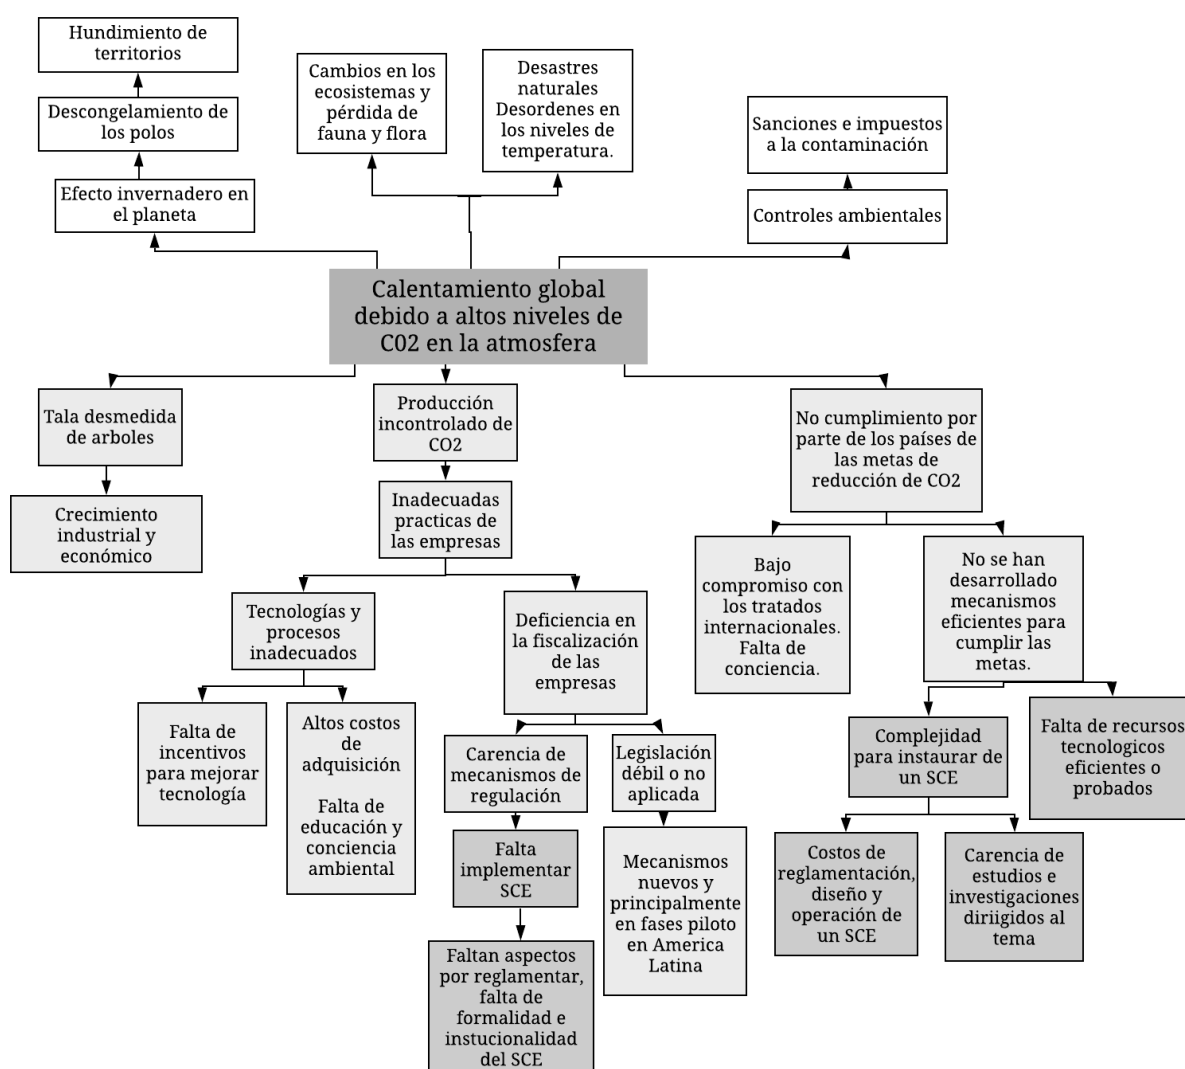 Hundimiento de
territorios
Descongelamiento de
los polos
Efecto invernadero en
el planeta
Cambios en los
ecosistemas y
pérdida de
fauna y flora
Desastres
naturales
Desordenes en
los niveles de
temperatura.
Sanciones e impuestos
a la contaminación
Controles ambientales
Calentamiento global
debido a altos niveles de
C02 en la atmosfera
Tala desmedida
de arboles
Crecimiento
industrial y
económico
Producción
incontrolado de
CO2
Inadecuadas
practicas de
las empresas
Tecnologías y
procesos
inadecuados
Falta de
incentivos
para mejorar
tecnología
Altos costos
de
adquisición
Falta de
educación y
conciencia
ambiental
Deficiencia en
la fiscalización
de las
empresas
Carencia de
mecanismos de
regulación
Falta
implementar
SCE
Faltan aspectos
por reglamentar,
falta de
formalidad e
instucionalidad
del SCE
Legislación
débil o no
aplicada
Mecanismos
nuevos y
principalmente
en fases piloto
en America
Latina
No cumplimiento por
parte de los países de
las metas de
reducción de CO2
Bajo
compromiso con
los tratados
internacionales.
Falta de
conciencia.
No se han
desarrollado
mecanismos
eficientes para
cumplir las
metas.
Complejidad
para instaurar de
un SCE
Falta de recursos
tecnologicos
eficientes o
probados
Costos de
reglamentación,
diseño y
operación de
un SCE
Carencia de
estudios e
investigaciones
diriigidos al
tema